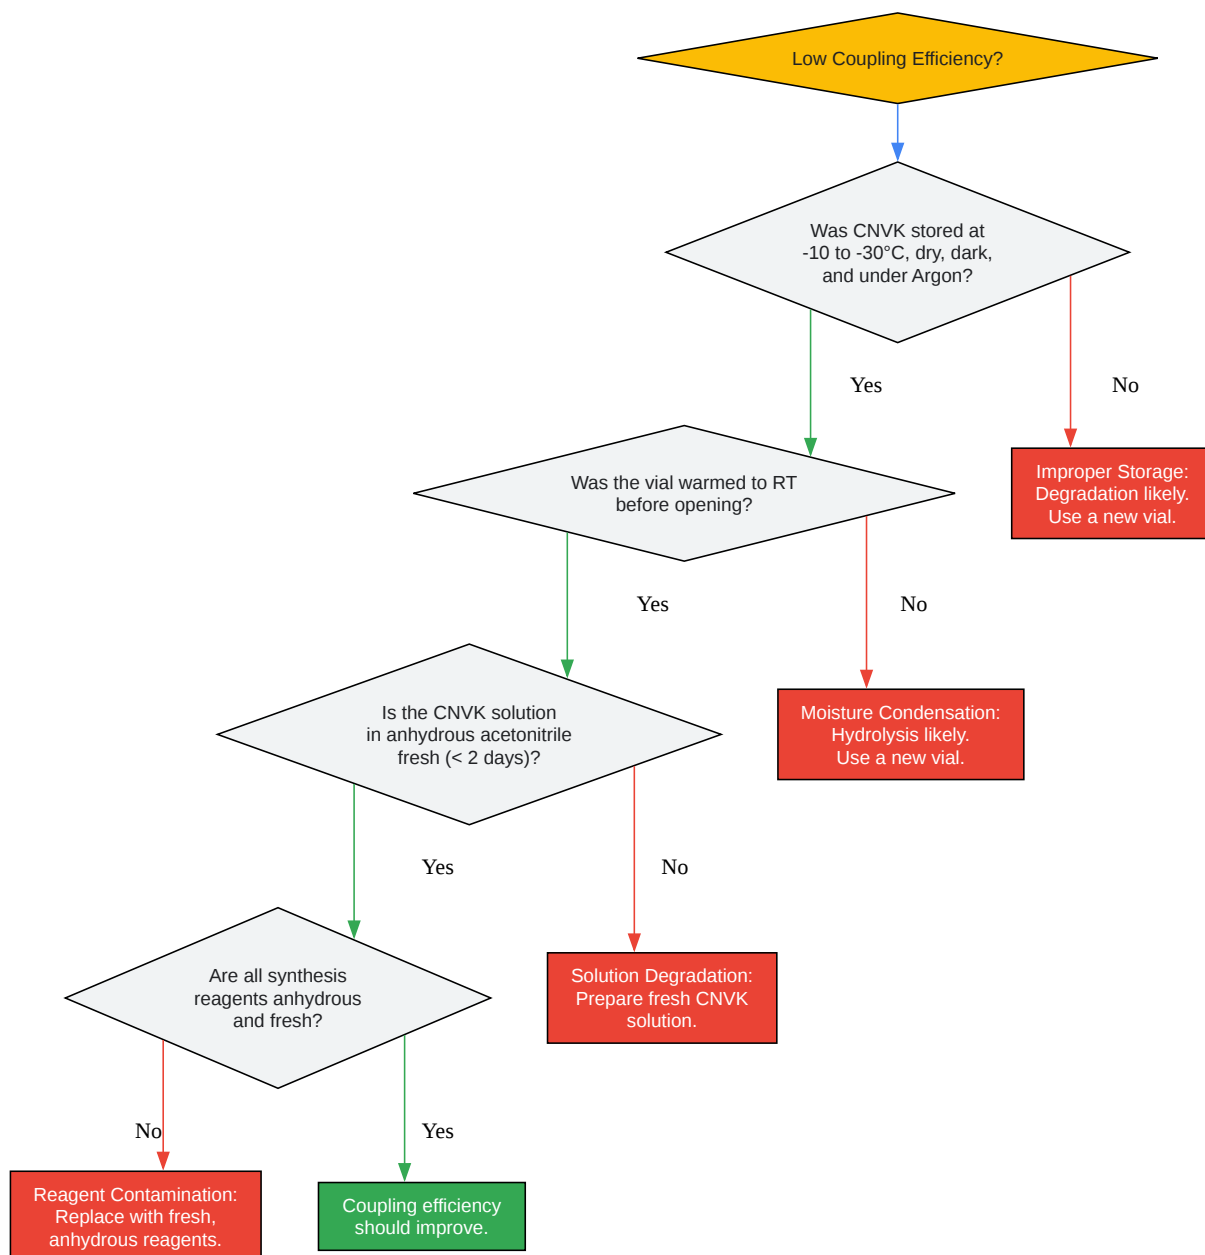 Low Coupling Efficiency?
Was CNVK stored at
-10 to -30°C, dry, dark,
and under Argon?
Yes
No
Was the vial warmed to RT
before opening?
Improper Storage:
Degradation likely.
Use a new vial.
Yes
No
Is the CNVK solution
in anhydrous acetonitrile
fresh (< 2 days)?
Moisture Condensation:
Hydrolysis likely.
Use a new vial.
Yes
No
Are all synthesis
reagents anhydrous
and fresh?
Solution Degradation:
Prepare fresh CNVK
solution.
No
Yes
Reagent Contamination:
Replace with fresh,
anhydrous reagents.
Coupling efficiency
should improve.